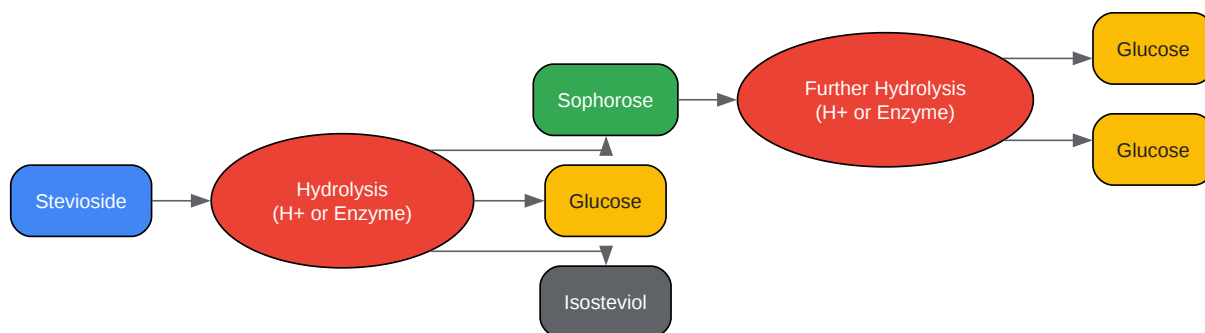 Stevioside
Hydrolysis
(H+ or Enzyme)
Sophorose
Glucose
Isosteviol
Further Hydrolysis
(H+ or Enzyme)
Glucose
Glucose